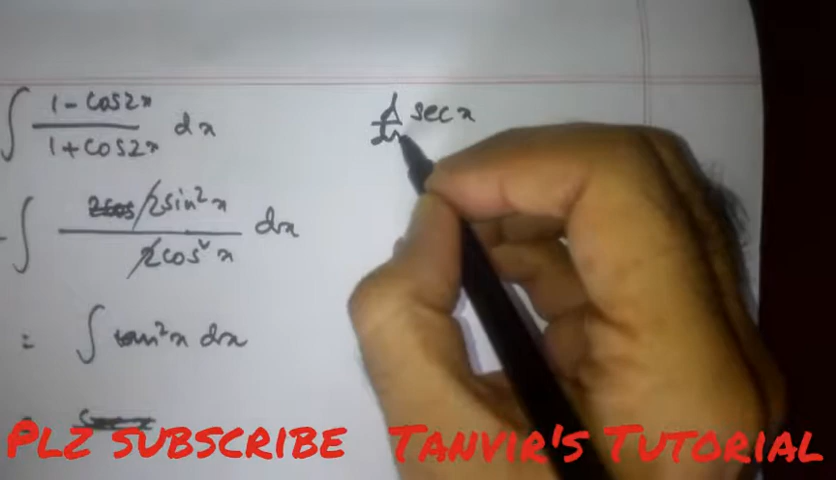 ∫ (1 - cos2x)/(1 + cos2x) dx
d/dx sec x
- ∫ 2sin²x / 2cos²x dx
= ∫ tan²x dx
=
PLZ SUBSCRIBE TANVIR'S TUTORIAL